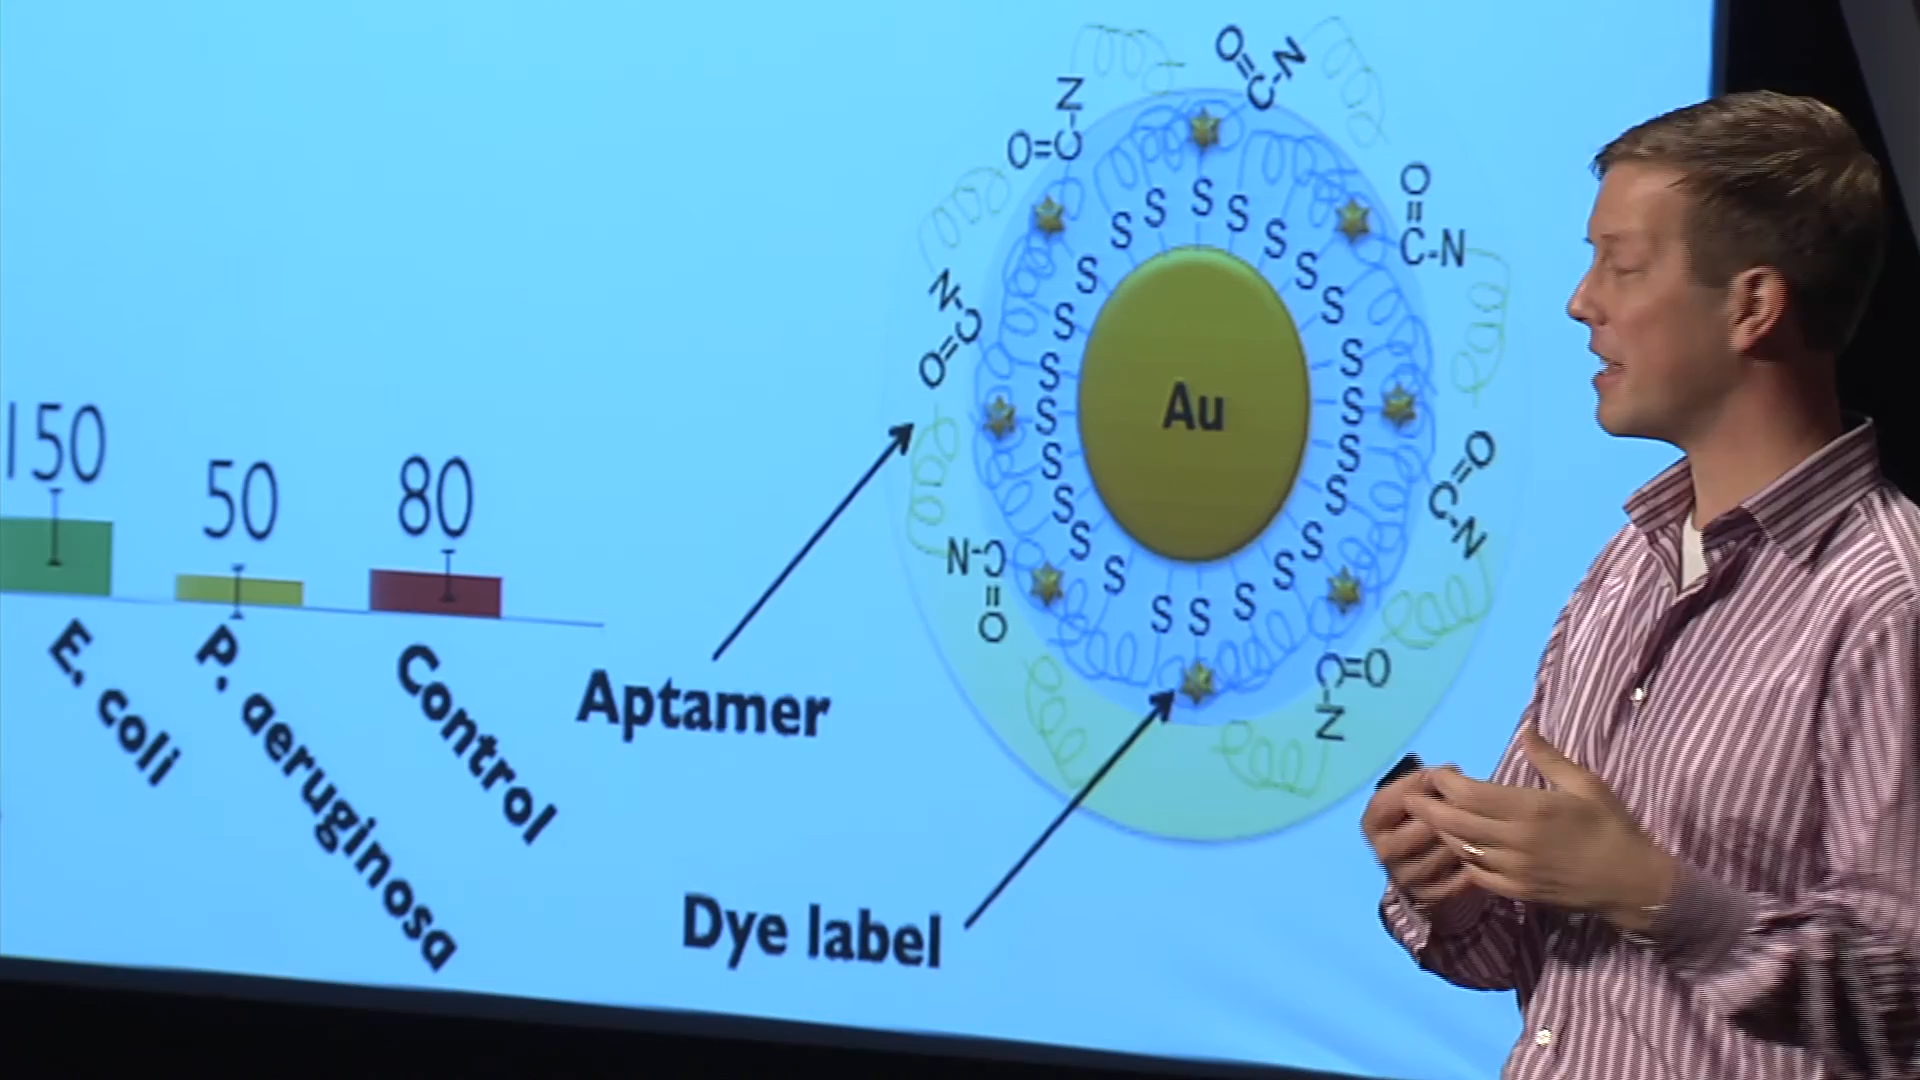 150
50
80
E. coli
P. aeruginosa
Control
Aptamer
Dye label
Au
O=C-N
O=C-N
O=C-N
O=C-N
O=C-N
O=C-N
O=C-N
N-C=O
S S S S S S S S S S S S S S S S S S S S S S S S S